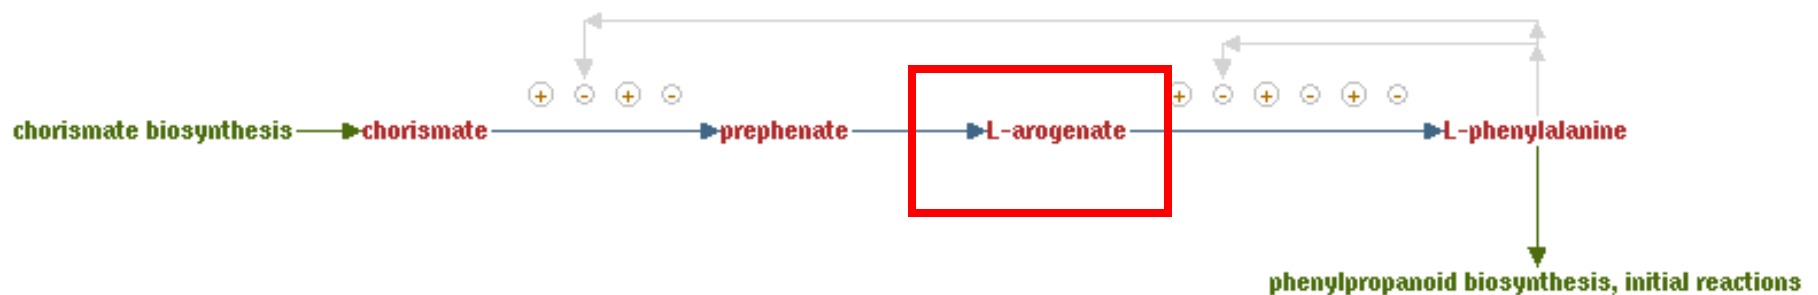 + - + - + - + - + -
chorismate biosynthesis chorismate prephenate L-arogenate L-phenylalanine
phenylpropanoid biosynthesis, initial reactions